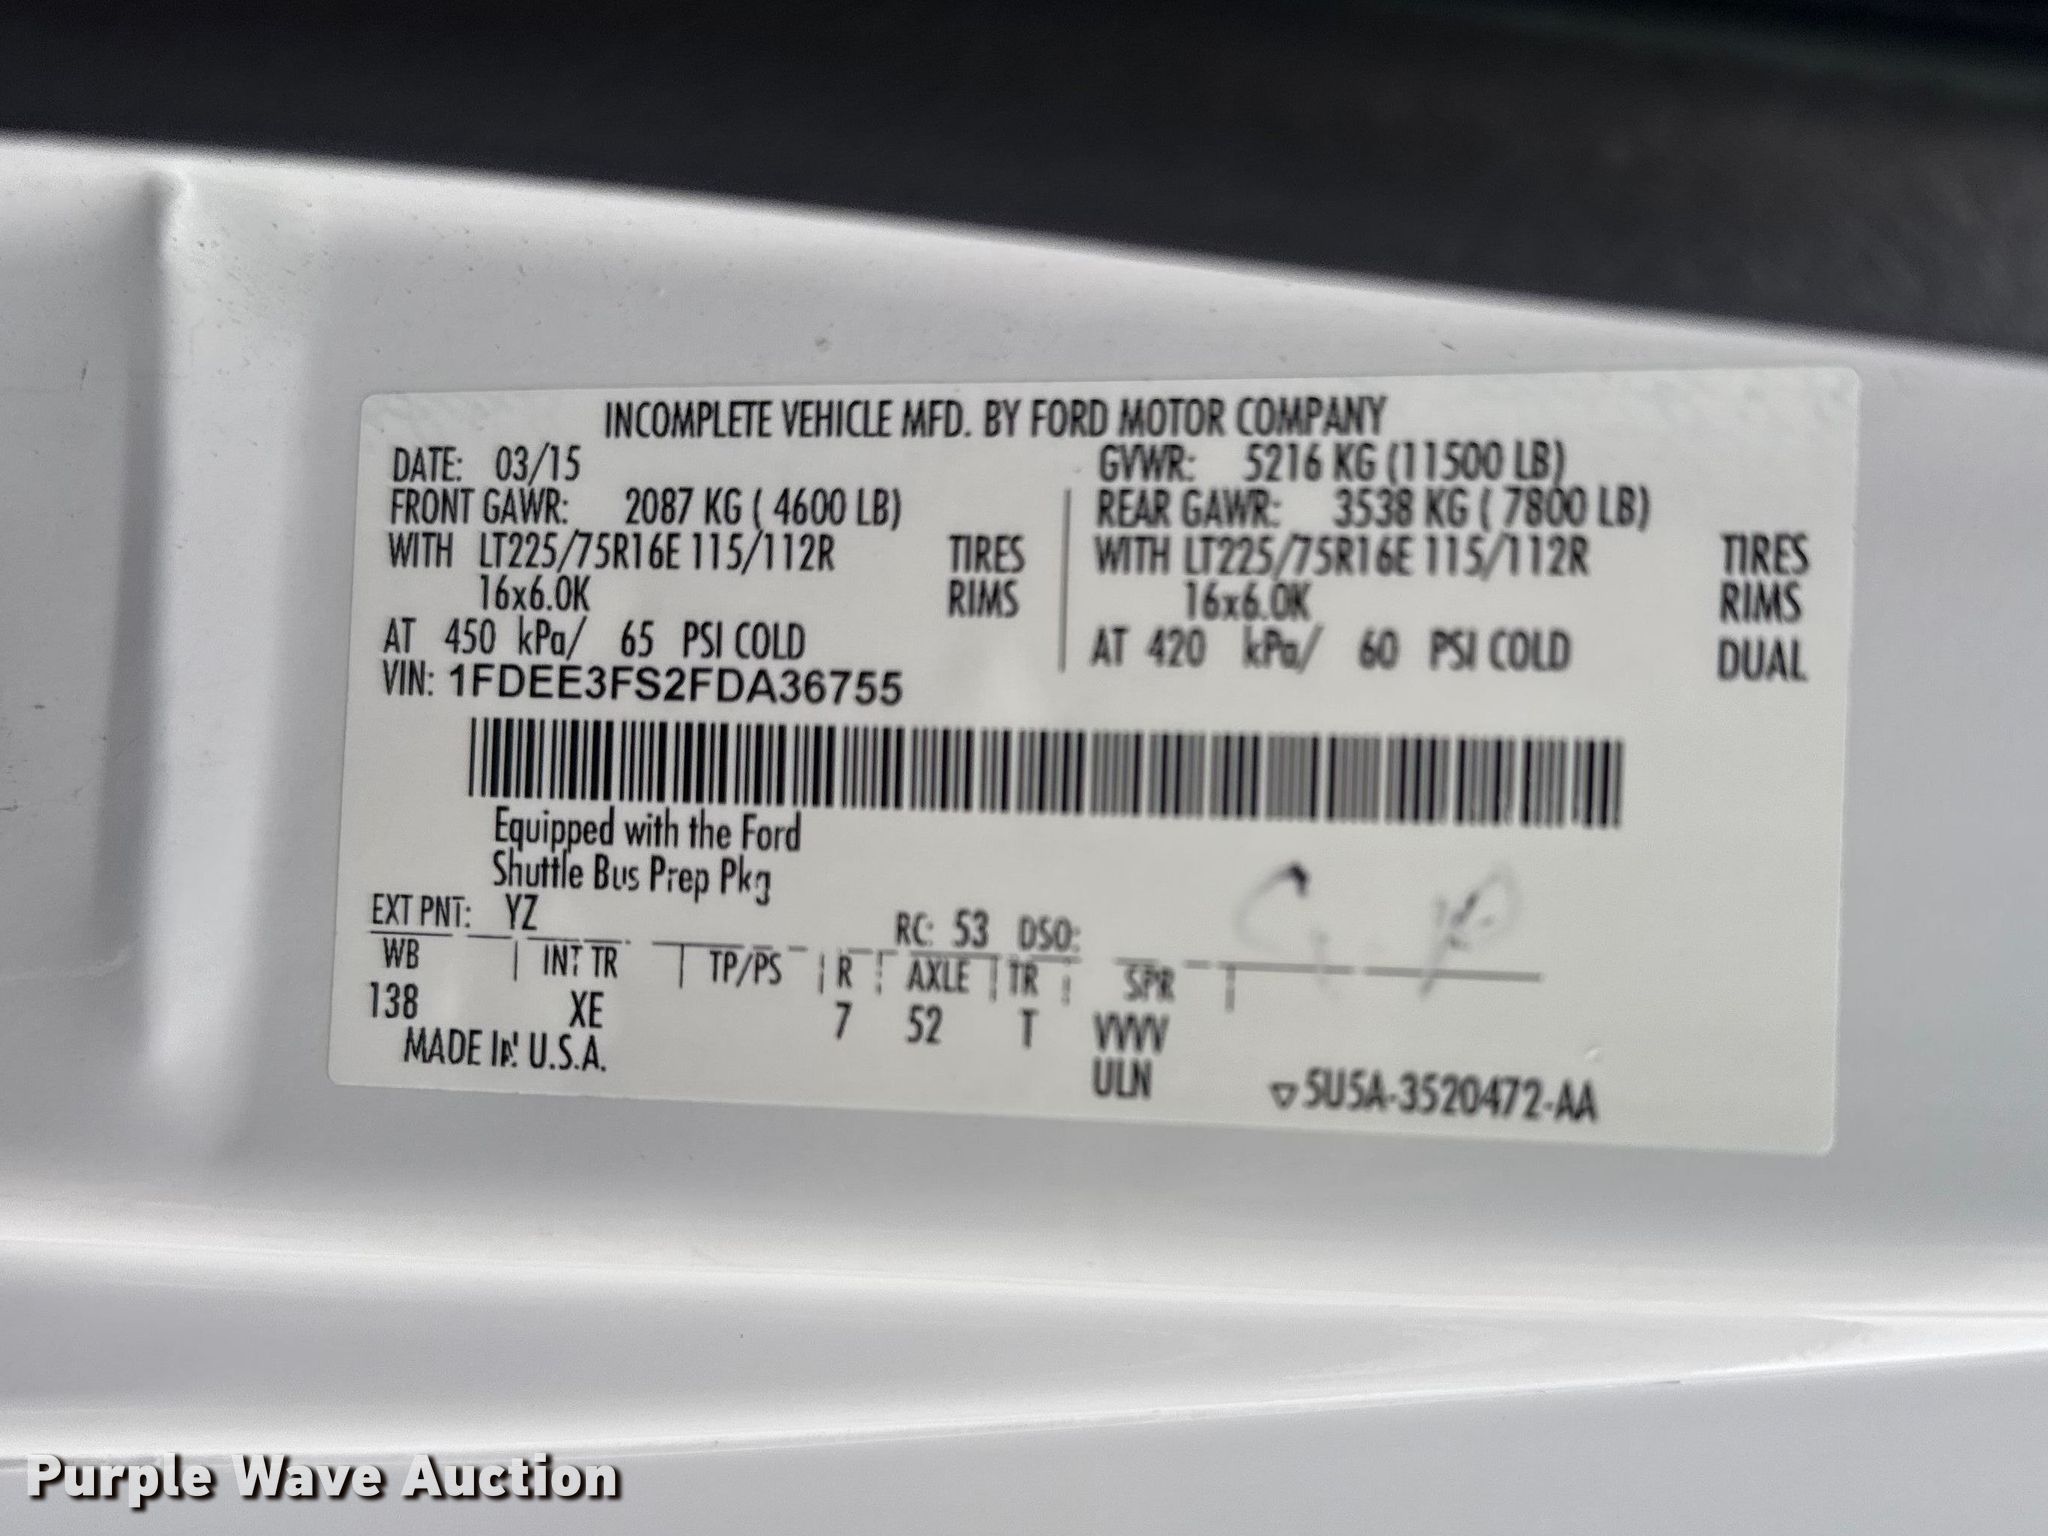 INCOMPLETE VEHICLE MFD. BY FORD MOTOR COMPANY
DATE: 03/15 GVWR: 5216 KG (11500 LB)
FRONT GAWR: 2087 KG ( 4600 LB) REAR GAWR: 3538 KG ( 7800 LB)
WITH LT225/75R16E 115/112R TIRES WITH LT225/75R16E 115/112R TIRES
16x6.0K RIMS 16x6.0K RIMS
AT 450 kPa/ 65 PSI COLD AT 420 kPa/ 60 PSI COLD DUAL
VIN: 1FDEE3FS2FDA36755
Equipped with the Ford
Shuttle Bus Prep Pkg
EXT PNT: YZ RC: 53 DSO:
WB INT TR TP/PS R AXLE TR SPR
138 XE 7 52 T VVVV
MADE IN U.S.A. ULN 5U5A-3520472-AA
Purple Wave Auction